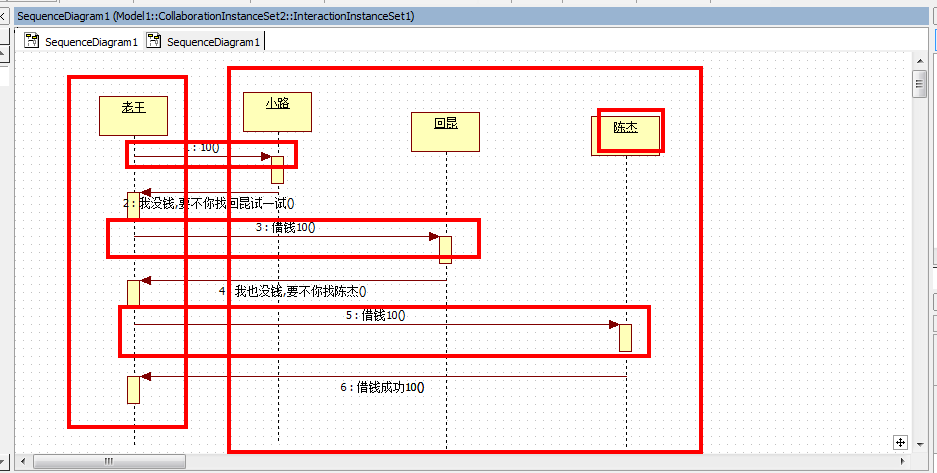 SequenceDiagram1 (Model1::CollaborationInstanceSet2::InteractionInstanceSet1)
SequenceDiagram1 SequenceDiagram1
老王 小路 回昆 陈杰
1 : 10()
2 : 我没钱,要不你找回昆试一试()
3 : 借钱10()
4 : 我也没钱,要不你找陈杰()
5 : 借钱10()
6 : 借钱成功10()